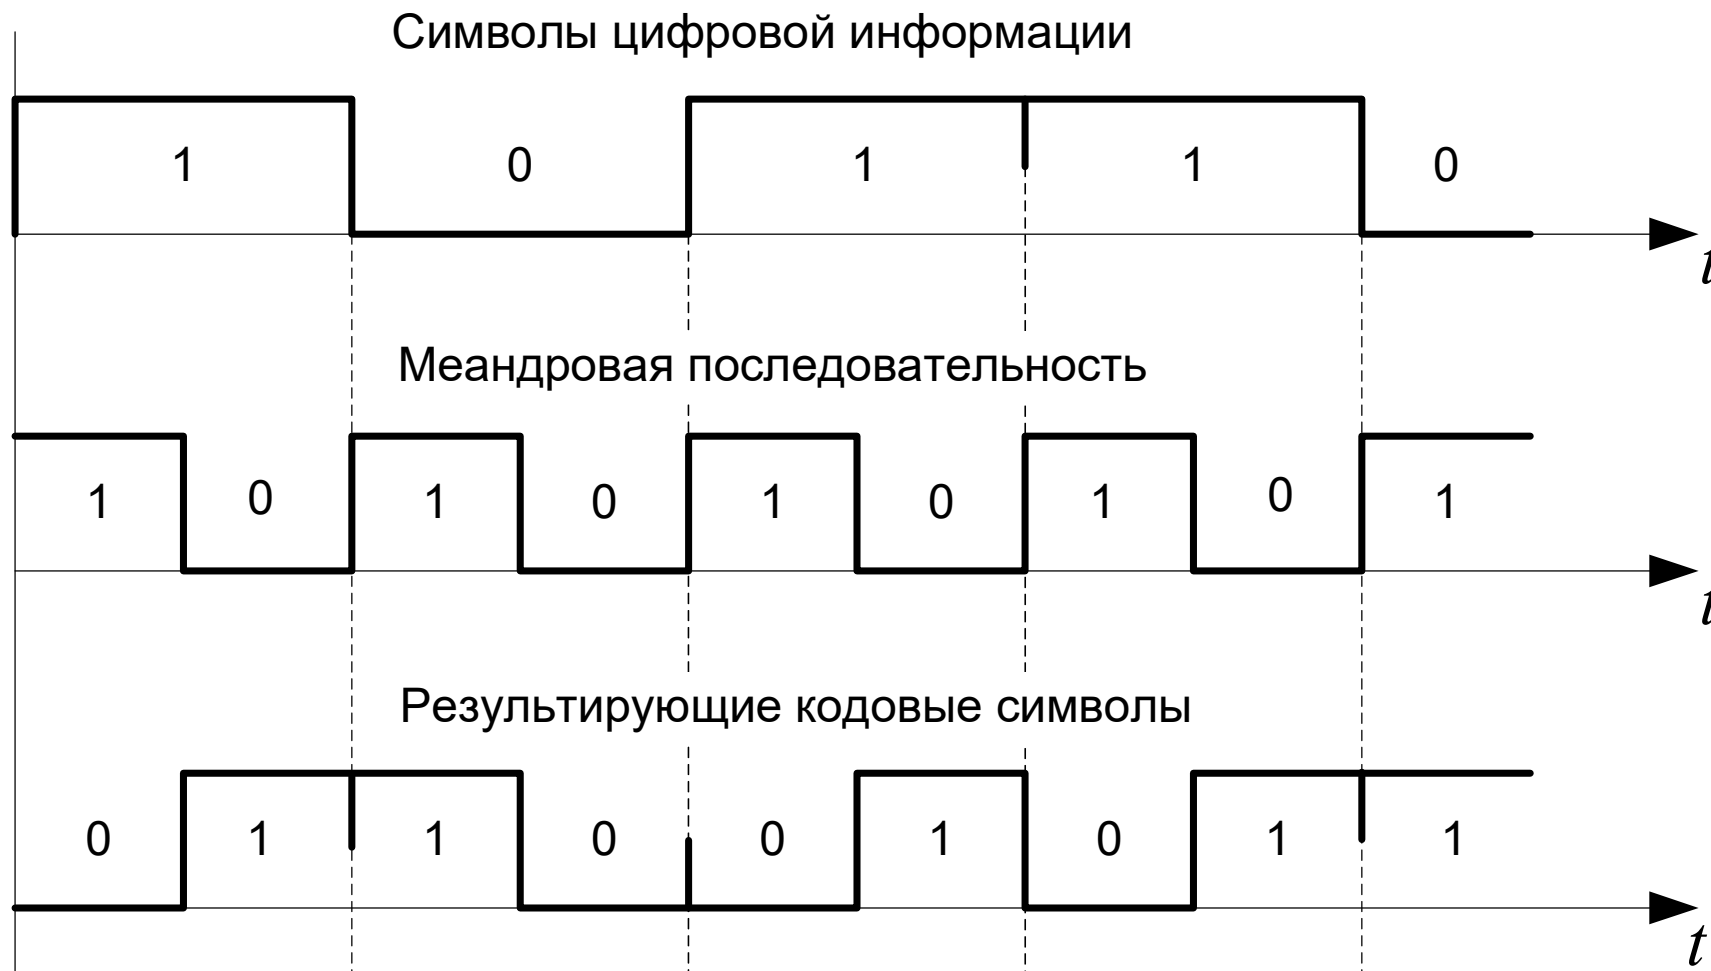 Символы цифровой информации
1 0 1 1 0
t
Меандровая последовательность
1 0 1 0 1 0 1 0 1
t
Результирующие кодовые символы
0 1 1 0 0 1 0 1 1
t